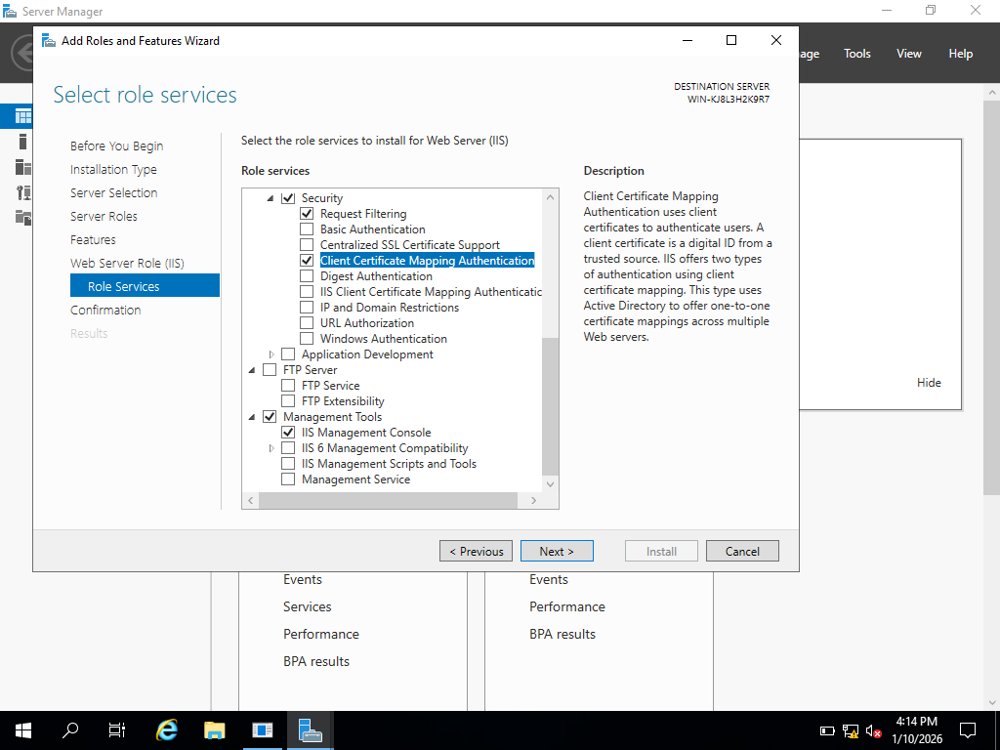 Server Manager
Add Roles and Features Wizard
Tools
View
Help
Select role services
DESTINATION SERVER
WIN-KJ8L3H2K9R7
Before You Begin
Installation Type
Server Selection
Server Roles
Features
Web Server Role (IIS)
Role Services
Confirmation
Results
Select the role services to install for Web Server (IIS)
Role services
Security
Request Filtering
Basic Authentication
Centralized SSL Certificate Support
Client Certificate Mapping Authentication
Digest Authentication
IIS Client Certificate Mapping Authenticatic
IP and Domain Restrictions
URL Authorization
Windows Authentication
Application Development
FTP Server
FTP Service
FTP Extensibility
Management Tools
IIS Management Console
IIS 6 Management Compatibility
IIS Management Scripts and Tools
Management Service
Description
Client Certificate Mapping
Authentication uses client
certificates to authenticate users. A
client certificate is a digital ID from a
trusted source. IIS offers two types
of authentication using client
certificate mapping. This type uses
Active Directory to offer one-to-one
certificate mappings across multiple
Web servers.
Hide
< Previous
Next >
Install
Cancel
Events
Services
Performance
BPA results
Events
Performance
BPA results
4:14 PM
1/10/2026